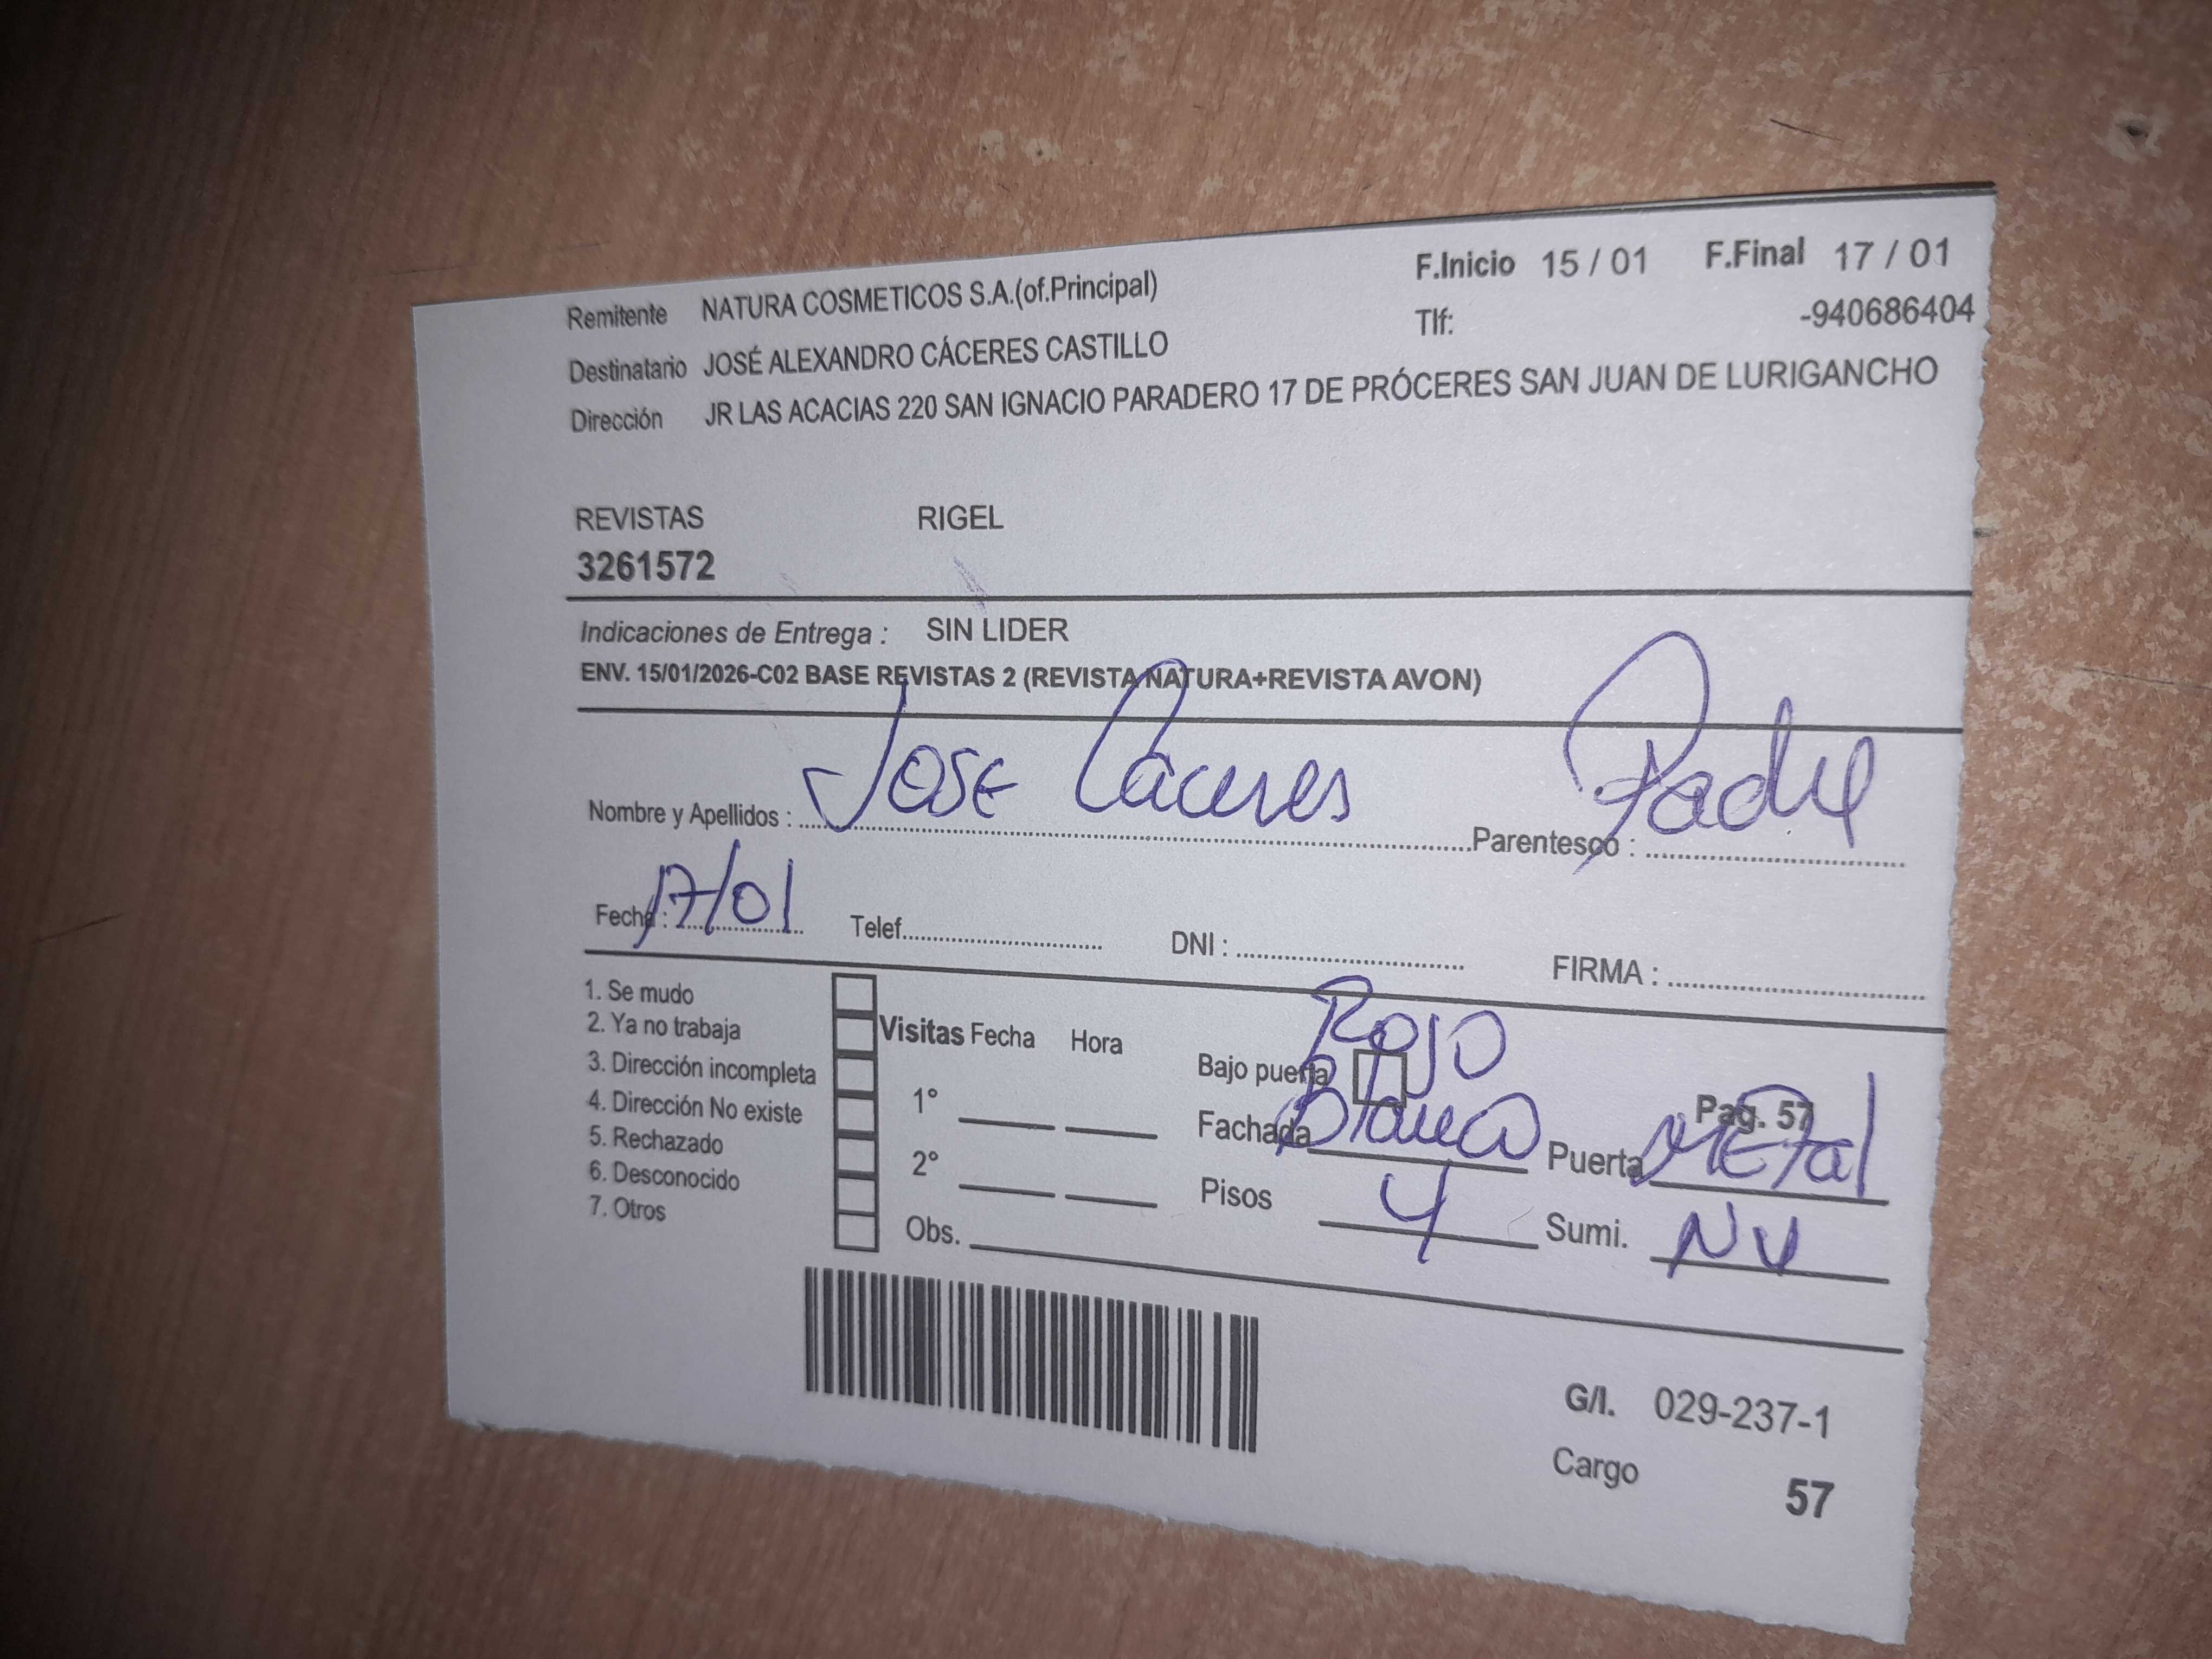 Remitente NATURA COSMETICOS S.A.(of.Principal) F.Inicio 15 / 01 F.Final 17 / 01
Destinatario JOSÉ ALEXANDRO CÁCERES CASTILLO Tlf: -940686404
Dirección JR LAS ACACIAS 220 SAN IGNACIO PARADERO 17 DE PRÓCERES SAN JUAN DE LURIGANCHO
REVISTAS RIGEL
3261572
Indicaciones de Entrega : SIN LIDER
ENV. 15/01/2026-C02 BASE REVISTAS 2 (REVISTA NATURA+REVISTA AVON)
Nombre y Apellidos : JOSE Caceres Parentesco : Padre
Fecha : 17/01 Telef. DNI : FIRMA :
1. Se mudo
2. Ya no trabaja
3. Dirección incompleta
4. Dirección No existe
5. Rechazado
6. Desconocido
7. Otros
Visitas Fecha Hora
1°
2°
Obs.
Bajo puerta Rojo Pag. 57
Fachada Blanco Puerta METal
Pisos 4 Sumi. NV
G/I. 029-237-1
Cargo 57